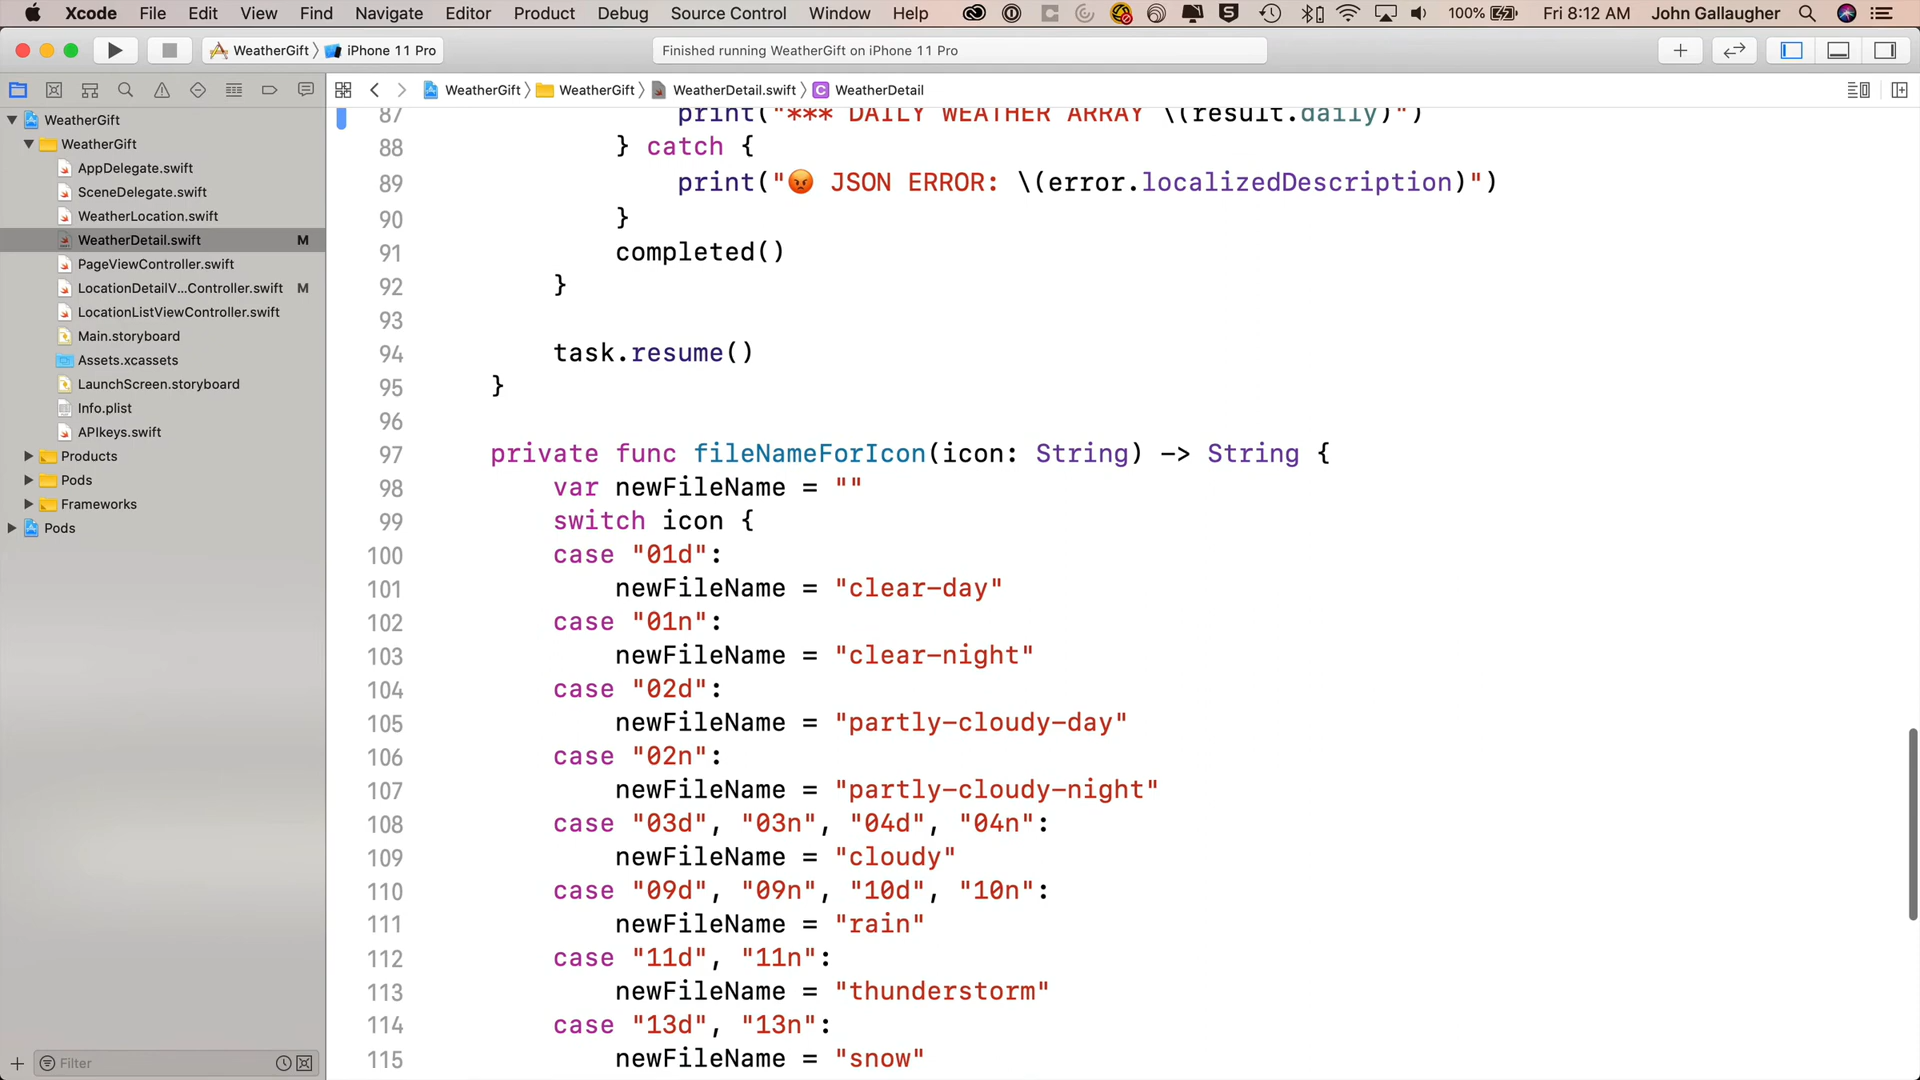 Xcode File Edit View Find Navigate Editor Product Debug Source Control Window Help 100% Fri 8:12 AM John Gallaugher
WeatherGift iPhone 11 Pro Finished running WeatherGift on iPhone 11 Pro
WeatherGift WeatherGift WeatherDetail.swift C WeatherDetail
WeatherGift
WeatherGift
AppDelegate.swift
SceneDelegate.swift
WeatherLocation.swift
WeatherDetail.swift M
PageViewController.swift
LocationDetailV...Controller.swift M
LocationListViewController.swift
Main.storyboard
Assets.xcassets
LaunchScreen.storyboard
Info.plist
APIkeys.swift
Products
Pods
Frameworks
Pods
Filter
87 print("*** DAILY WEATHER ARRAY \(result.daily)")
88 } catch {
89 print("😡 JSON ERROR: \(error.localizedDescription)")
90 }
91 completed()
92 }
93
94 task.resume()
95 }
96
97 private func fileNameForIcon(icon: String) -> String {
98 var newFileName = ""
99 switch icon {
100 case "01d":
101 newFileName = "clear-day"
102 case "01n":
103 newFileName = "clear-night"
104 case "02d":
105 newFileName = "partly-cloudy-day"
106 case "02n":
107 newFileName = "partly-cloudy-night"
108 case "03d", "03n", "04d", "04n":
109 newFileName = "cloudy"
110 case "09d", "09n", "10d", "10n":
111 newFileName = "rain"
112 case "11d", "11n":
113 newFileName = "thunderstorm"
114 case "13d", "13n":
115 newFileName = "snow"